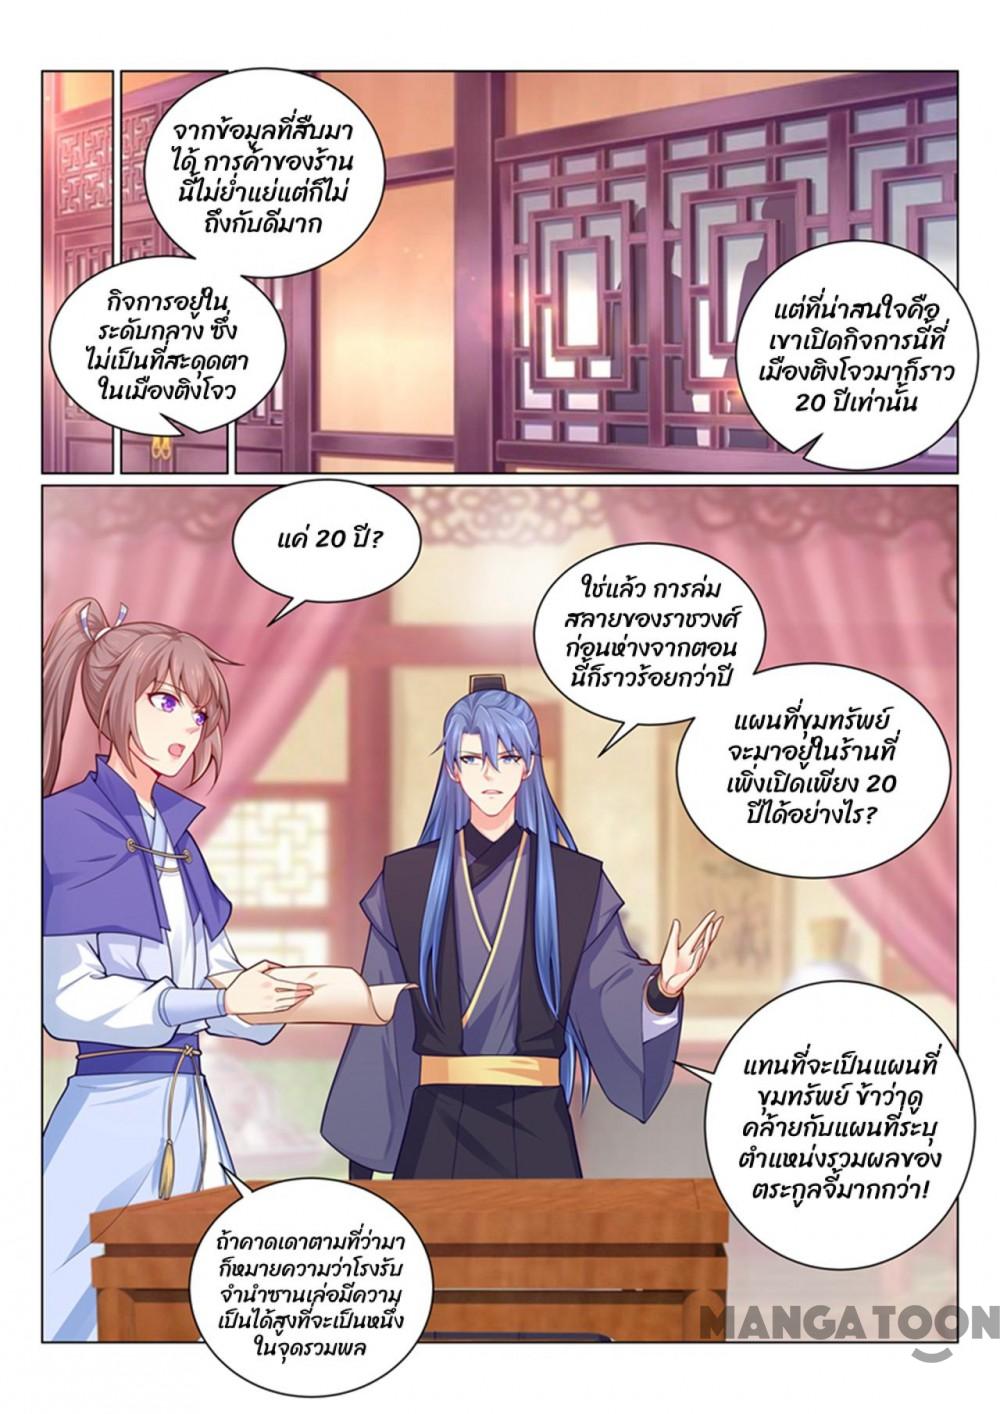 จากข้อมูลที่สืบมา
ได้ การค้าของร้าน
นี้ไม่ย่ำแย่แต่ก็ไม่
ถึงกับดีมาก
กิจการอยู่ใน
ระดับกลาง ซึ่ง
ไม่เป็นที่สะดุดตา
ในเมืองติงโจว
แต่ที่น่าสนใจคือ
เขาเปิดกิจการนี้ที่
เมืองติงโจวมาก็ราว
20 ปีเท่านั้น
แค่ 20 ปี?
ใช่แล้ว การล่ม
สลายของราชวงศ์
ก่อนห่างจากตอน
นี้ก็ราวร้อยกว่าปี
แผนที่ขุมทรัพย์
จะมาอยู่ในร้านที่
เพิ่งเปิดเพียง 20
ปีได้อย่างไร?
แทนที่จะเป็นแผนที่
ขุมทรัพย์ ข้าว่าดู
คล้ายกับแผนที่ระบุ
ตำแหน่งรวมผลของ
ตระกูลจี้มากกว่า!
ถ้าคาดเดาตามที่ว่ามา
ก็หมายความว่าโรงรับ
จำนำซานเล่อมีความ
เป็นได้สูงที่จะเป็นหนึ่ง
ในจุดรวมพล
MANGATOON